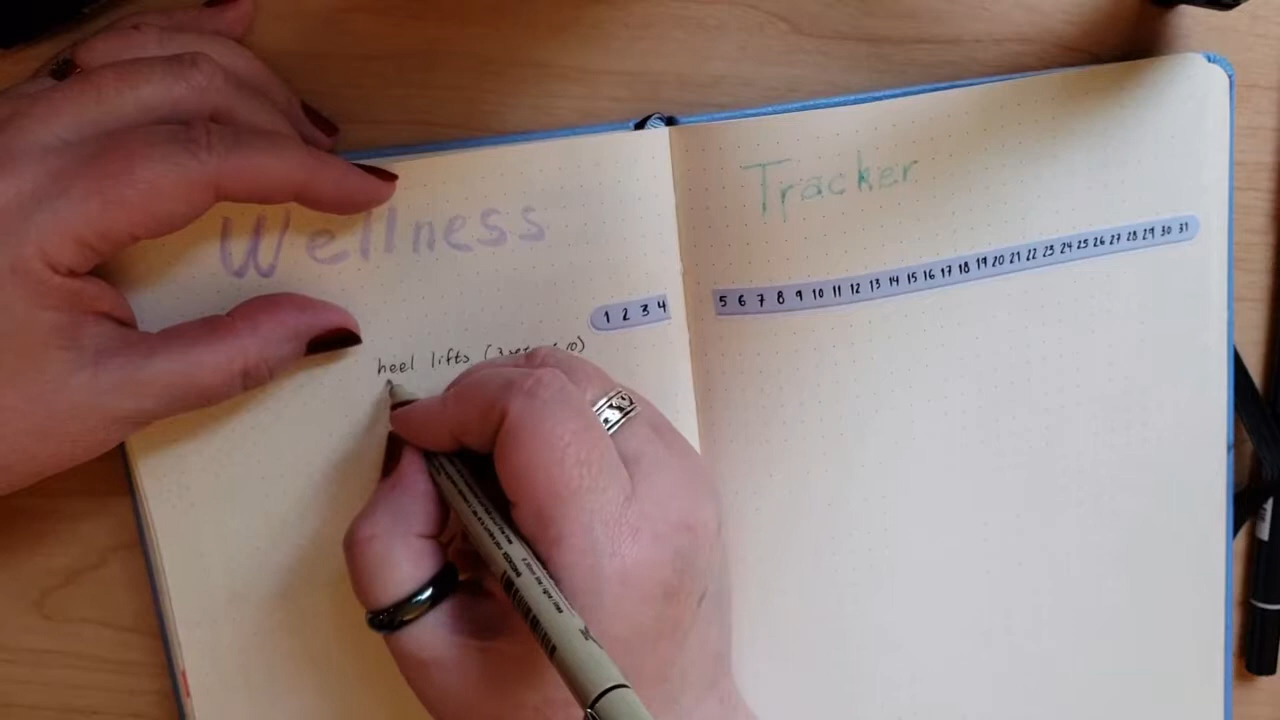 Wellness
Tracker
1 2 3 4
5 6 7 8 9 10 11 12 13 14 15 16 17 18 19 20 21 22 23 24 25 26 27 28 29 30 31
heel lifts (3